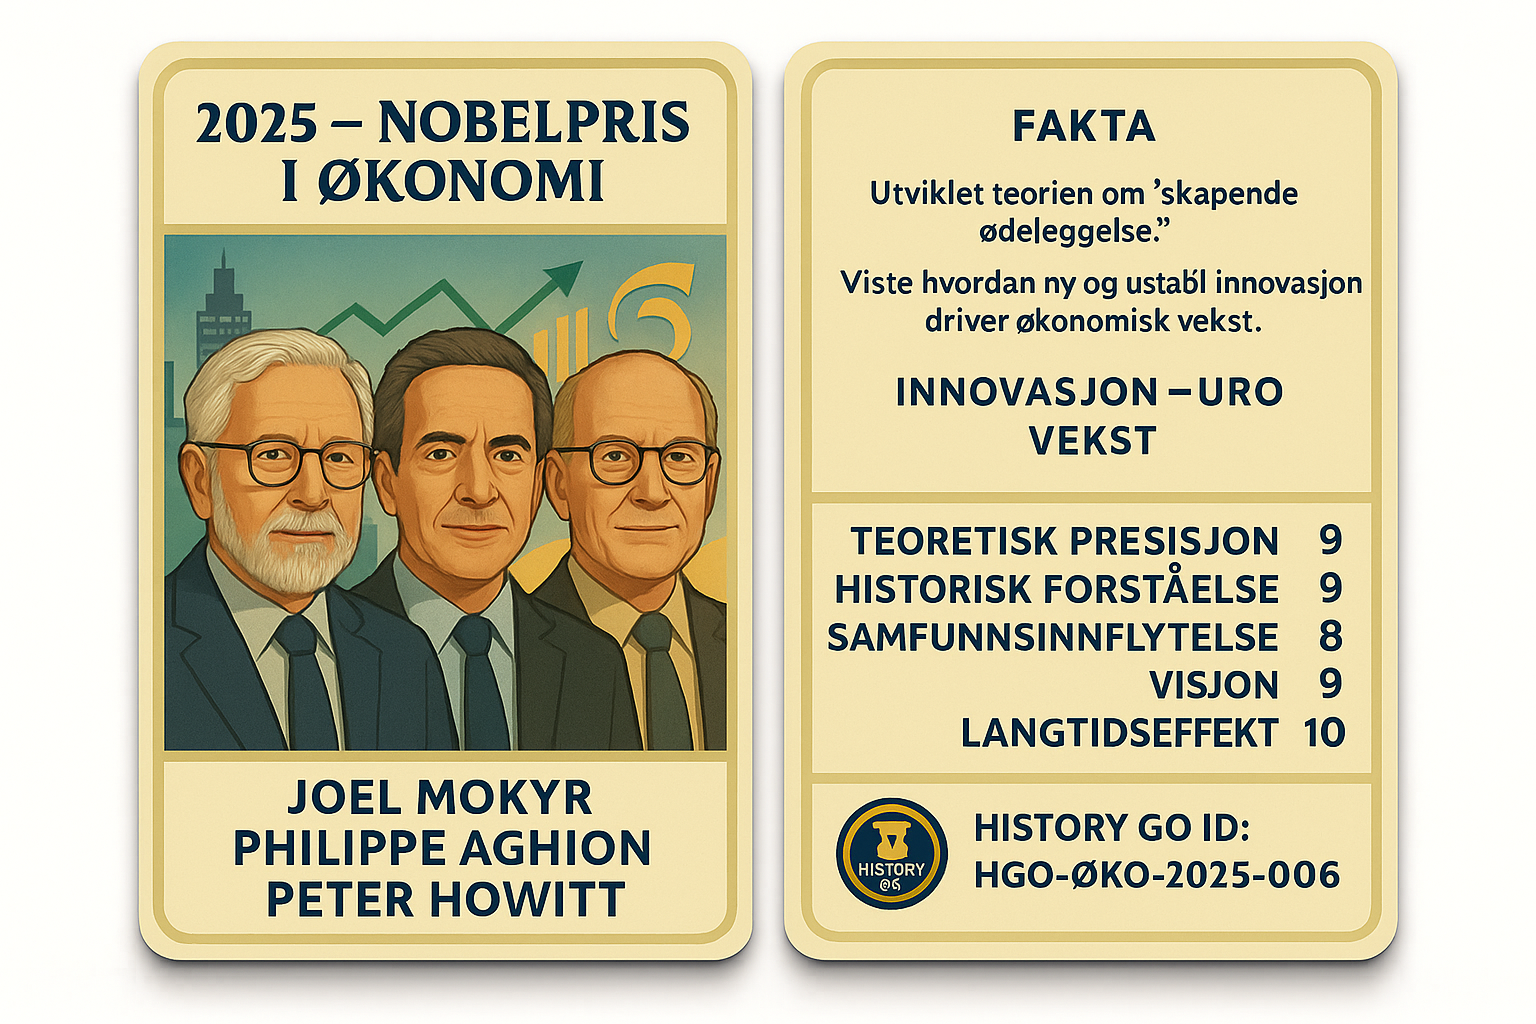 2025 – NOBELPRIS
I ØKONOMI
JOEL MOKYR
PHILIPPE AGHION
PETER HOWITT
FAKTA
Utviklet teorien om ’skapende
ødeleggelse.”
Viste hvordan ny og ustabl innovasjon
driver økonomisk vekst.
INNOVASJON – URO
VEKST
TEORETISK PRESISJON 9
HISTORISK FORSTÅELSE 9
SAMFUNNSINNFLYTELSE 8
VISJON 9
LANGTIDSEFFEKT 10
HISTORY
HISTORY GO ID:
HGO-ØKO-2025-006